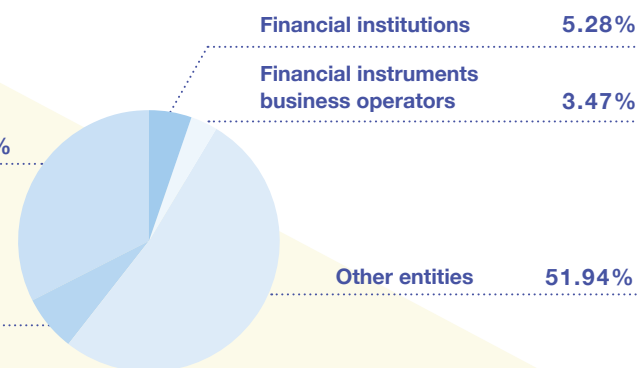 Financial institutions 5.28%
Financial instruments
business operators 3.47%
%
Other entities 51.94%